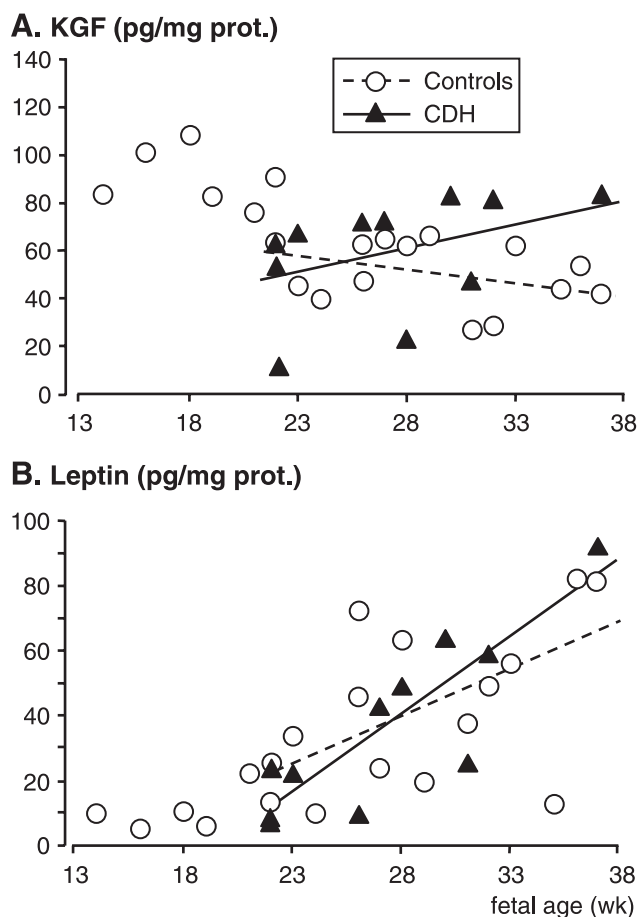 A. KGF (pg/mg prot.)
140
120
100
80
60
40
20
0
Controls
CDH
13 18 23 28 33 38
B. Leptin (pg/mg prot.)
100
80
60
40
20
0
13 18 23 28 33 38
fetal age (wk)